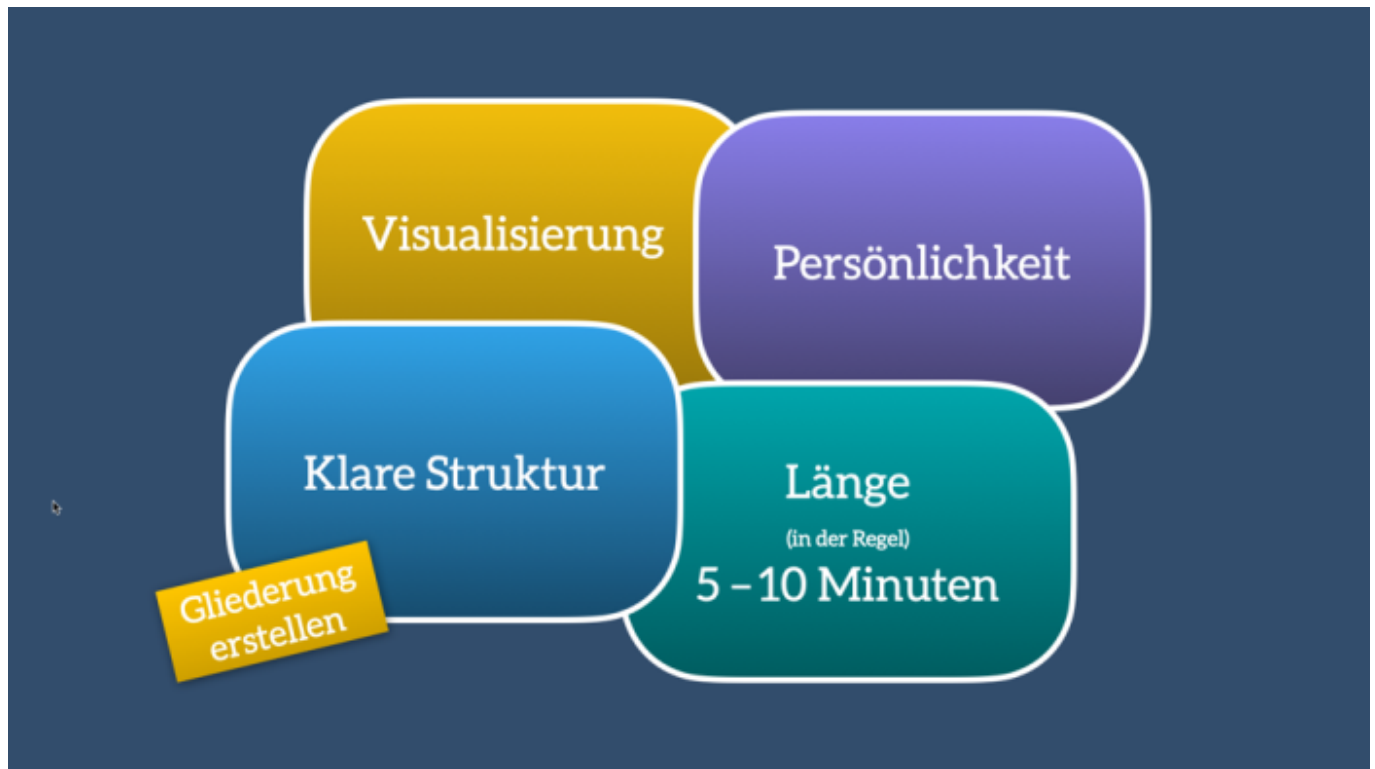 Visualisierung
Persönlichkeit
Klare Struktur
Gliederung
erstellen
Länge
(in der Regel)
5 – 10 Minuten